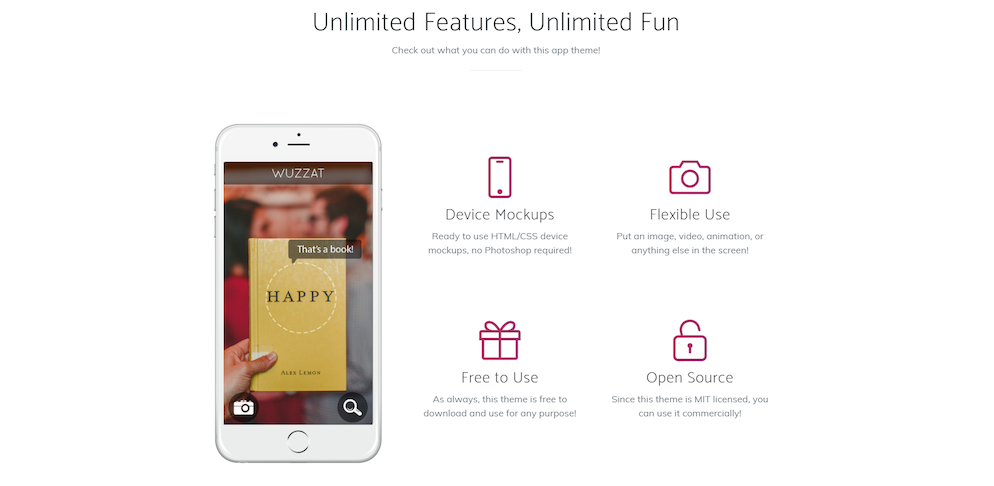 Unlimited Features, Unlimited Fun
Check out what you can do with this app theme!
WUZZAT
That's a book!
HAPPY
Alex Lemon
Device Mockups
Ready to use HTML/CSS device
mockups, no Photoshop required!
Flexible Use
Put an image, video, animation, or
anything else in the screen!
Free to Use
As always, this theme is free to
download and use for any purpose!
Open Source
Since this theme is MIT licensed, you
can use it commercially!